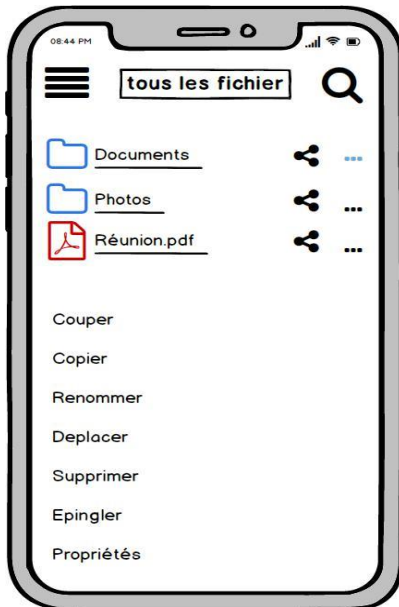 08:44 PM
tous les fichier
Documents
Photos
Réunion.pdf
Couper
Copier
Renommer
Deplacer
Supprimer
Epingler
Propriétés